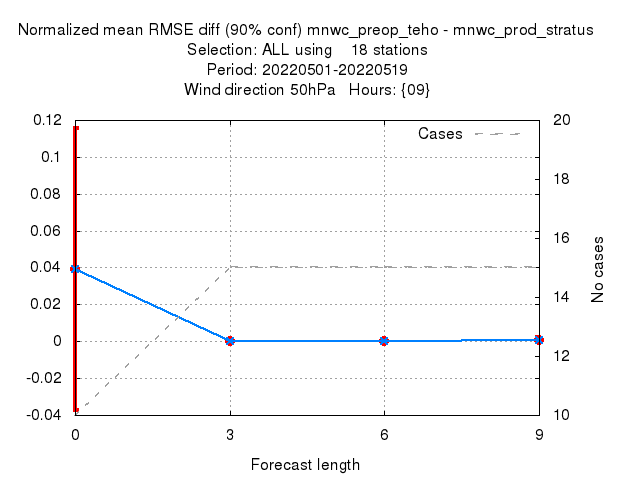 Normalized mean RMSE diff (90% conf) mnwc_preop_teho - mnwc_prod_stratus
Selection: ALL using    18 stations
Period: 20220501-20220519
Wind direction 50hPa   Hours: {09}
Cases
0.12
0.1
0.08
0.06
0.04
0.02
0
-0.02
-0.04
20
18
16
14
12
10
No cases
0
3
6
9
Forecast length